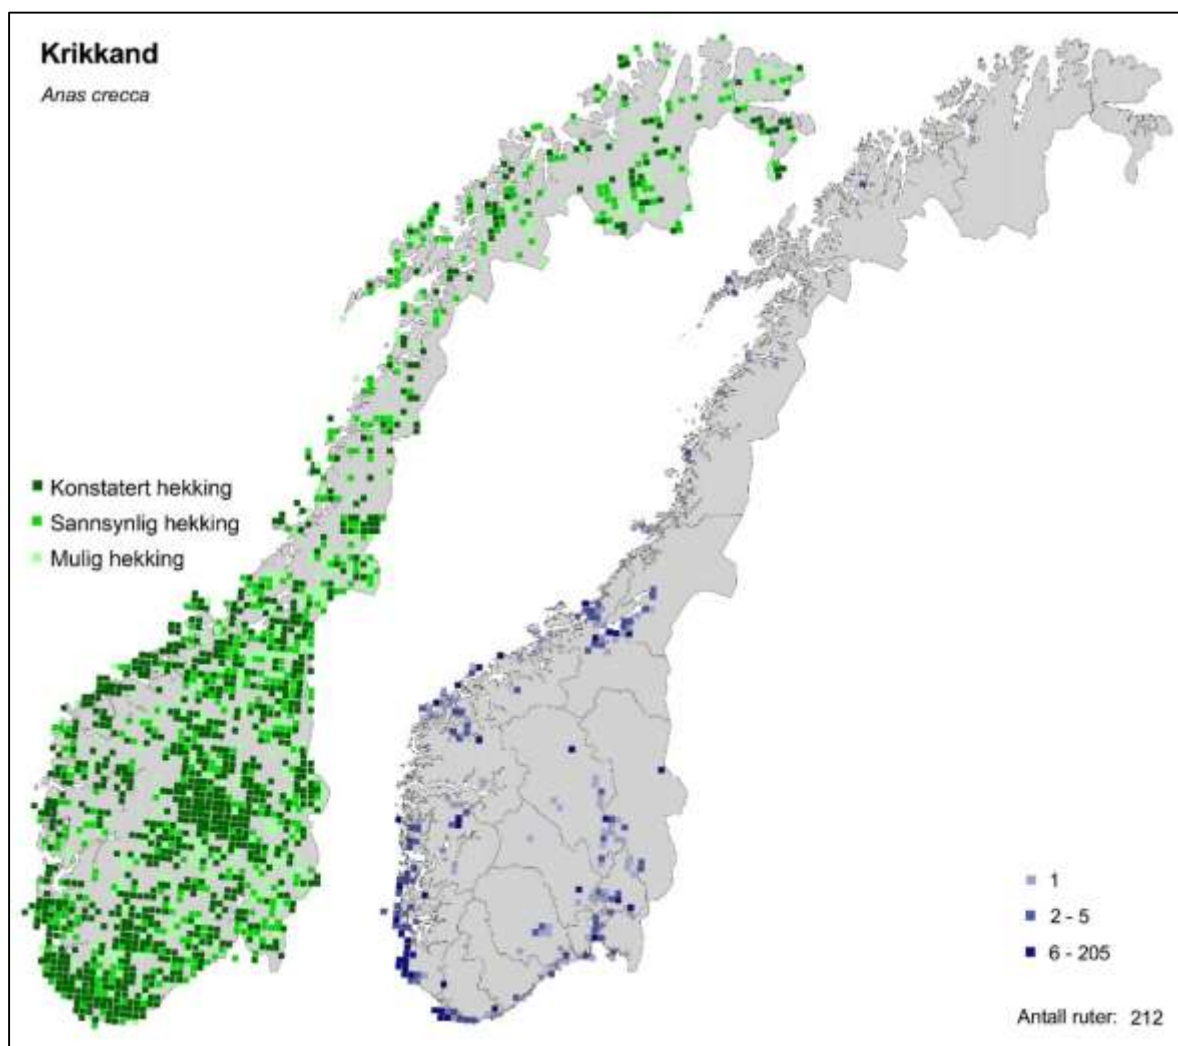 Krikkand
Anas crecca
Konstatert hekking
Sannsynlig hekking
Mulig hekking
1
2 - 5
6 - 205
Antall ruter: 212